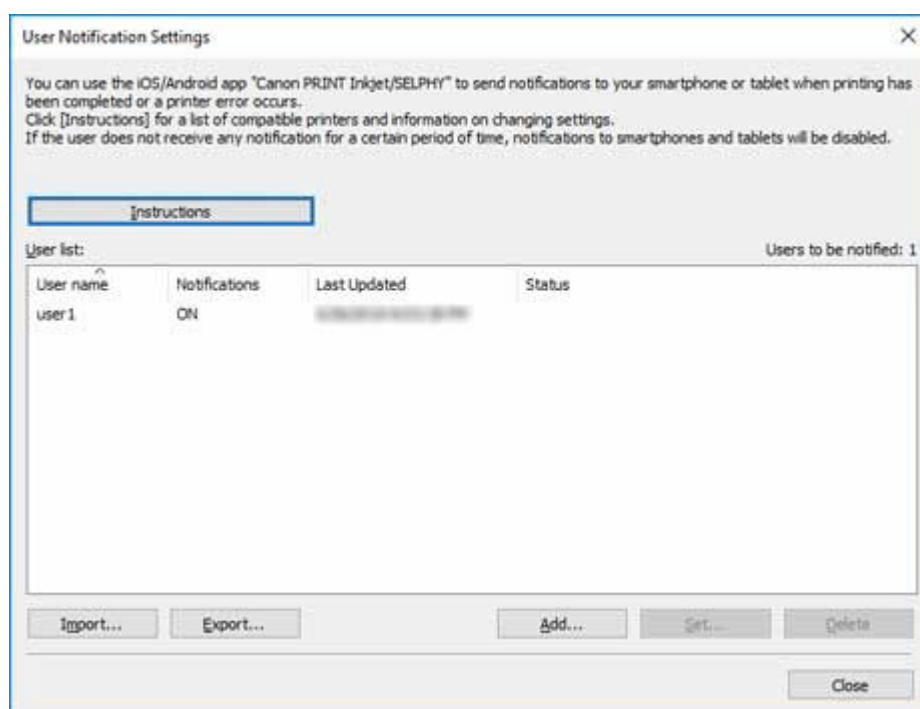 User Notification Settings
You can use the iOS/Android app "Canon PRINT Inkjet/SELPHY" to send notifications to your smartphone or tablet when printing has
been completed or a printer error occurs.
Click [Instructions] for a list of compatible printers and information on changing settings.
If the user does not receive any notification for a certain period of time, notifications to smartphones and tablets will be disabled.
Instructions
User list: Users to be notified: 1
User name Notifications Last Updated Status
user1 ON
Import... Export... Add... Set... Delete
Close